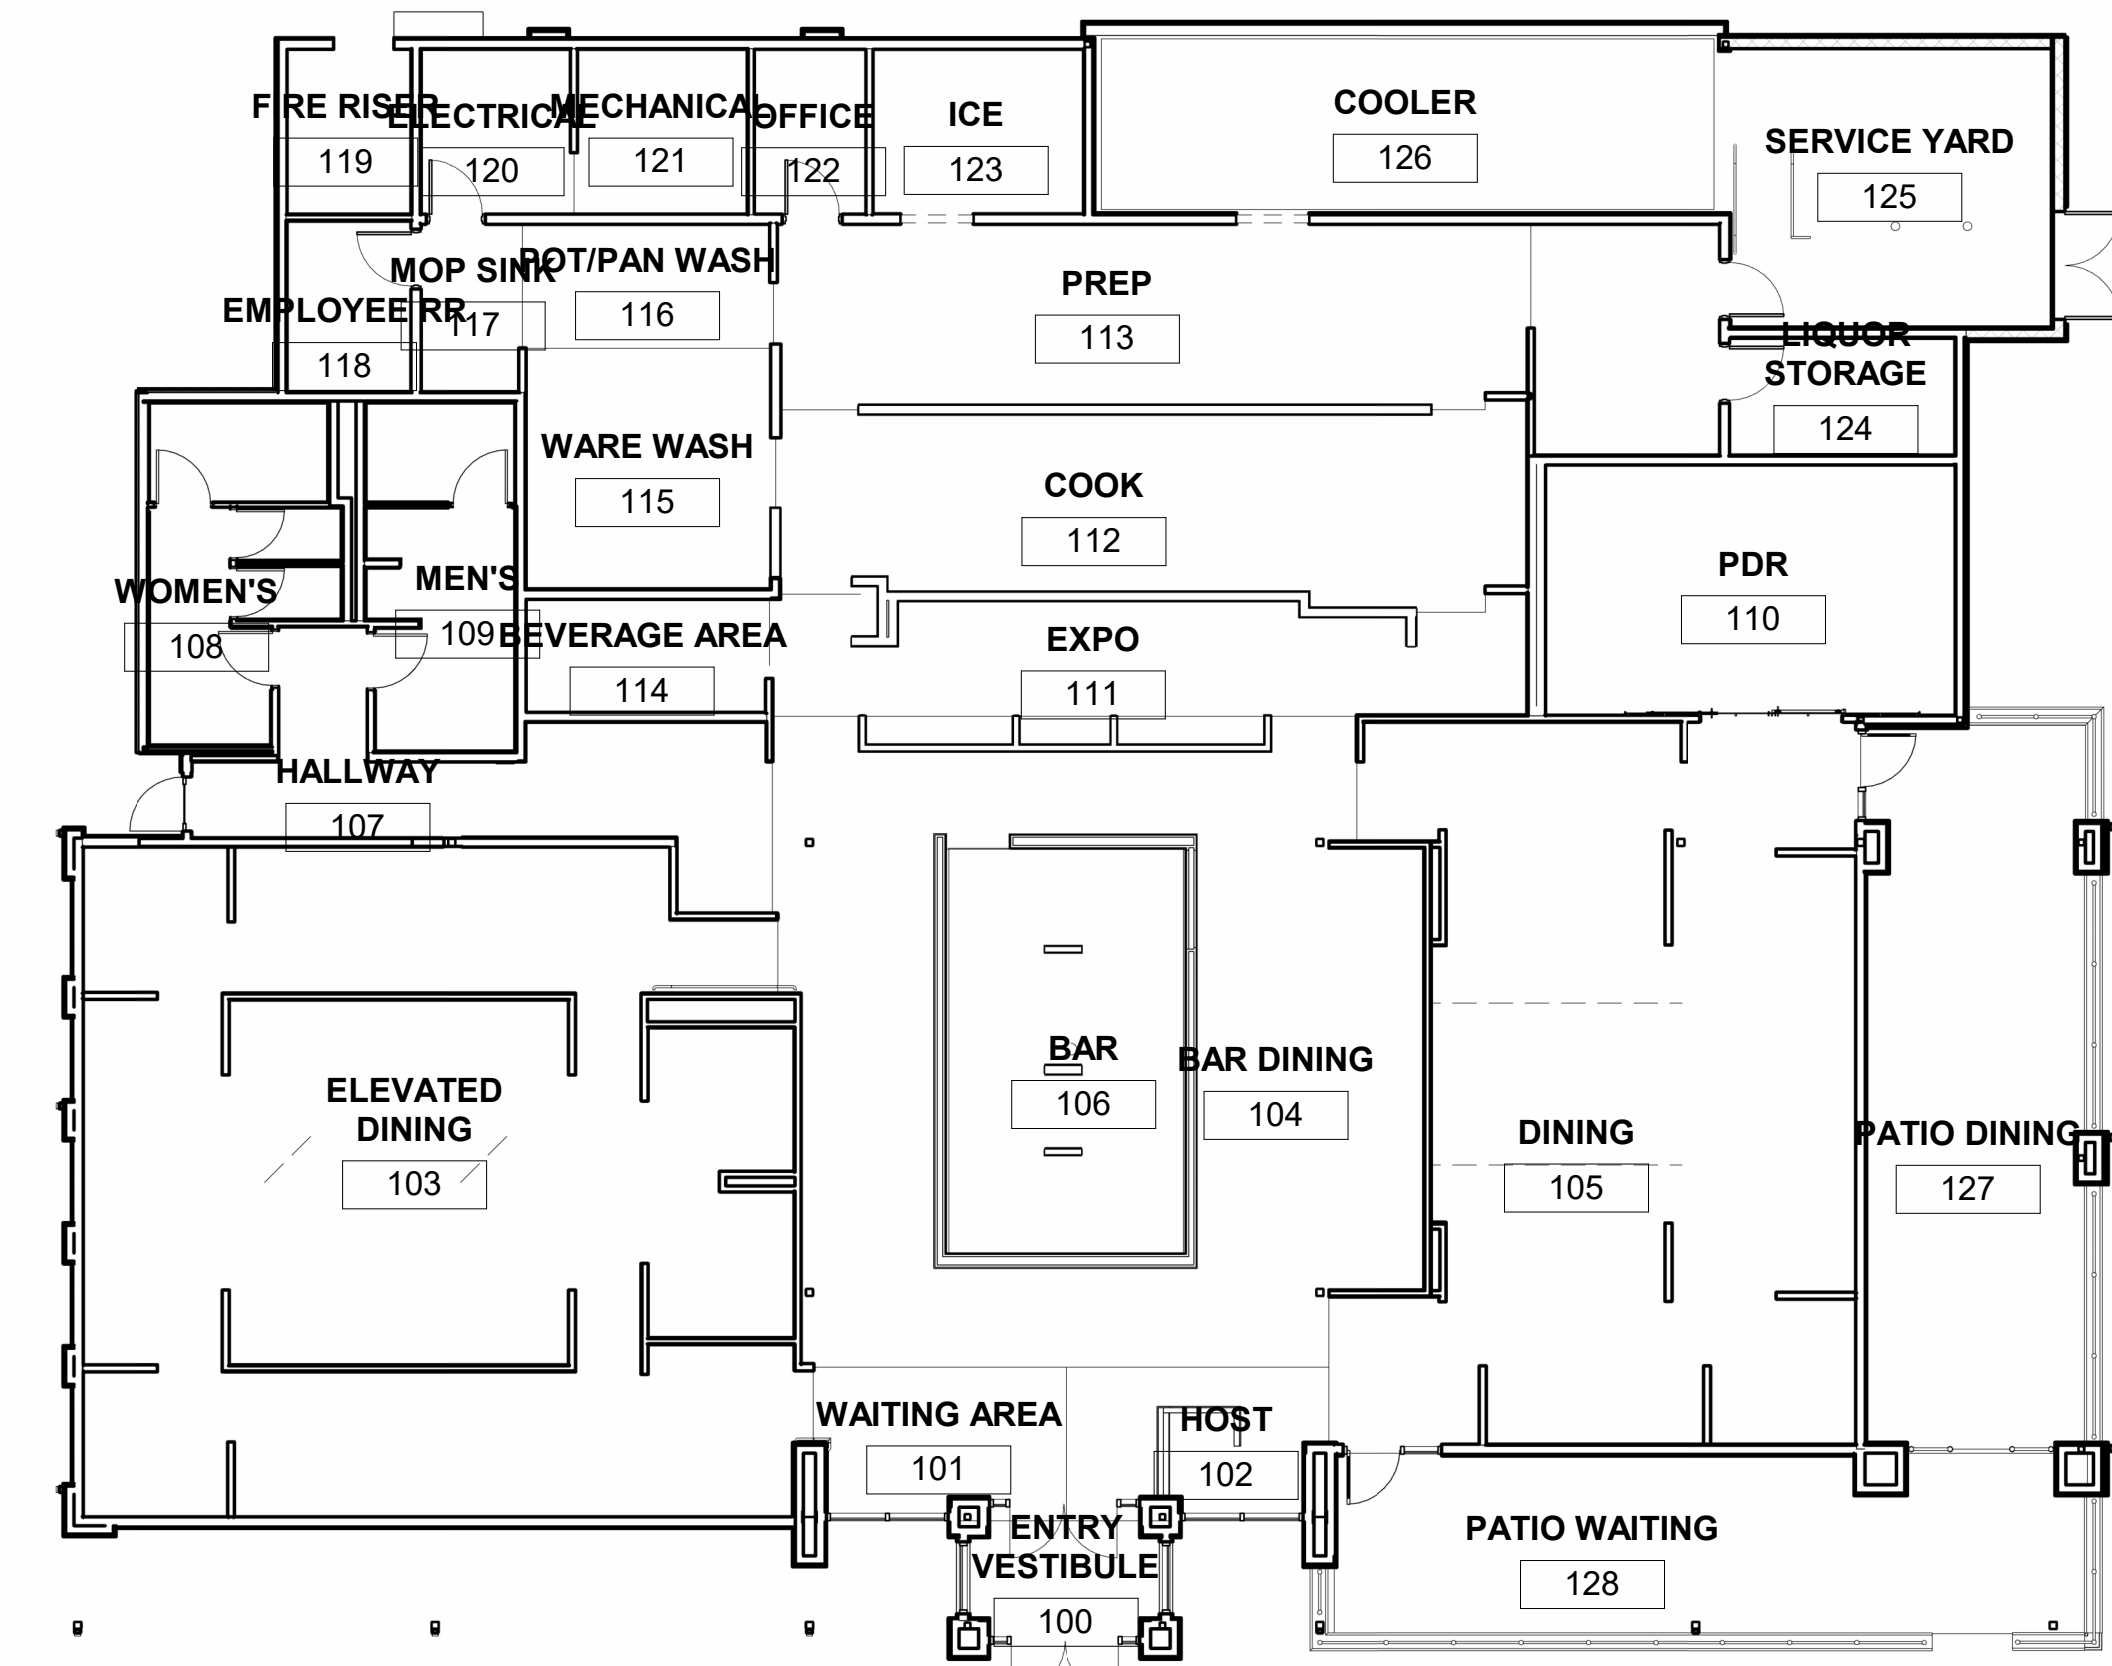 FIRE RISER
119
ELECTRICAL
120
MECHANICAL
121
OFFICE
122
ICE
123
COOLER
126
SERVICE YARD
125
EMPLOYEE RR
118
MOP SINK
117
POT/PAN WASH
116
PREP
113
LIQUOR
STORAGE
124
WARE WASH
115
COOK
112
PDR
110
WOMEN'S
108
MEN'S
109
BEVERAGE AREA
114
EXPO
111
HALLWAY
107
ELEVATED
DINING
103
BAR
106
BAR DINING
104
DINING
105
PATIO DINING
127
WAITING AREA
101
HOST
102
ENTRY
VESTIBULE
100
PATIO WAITING
128